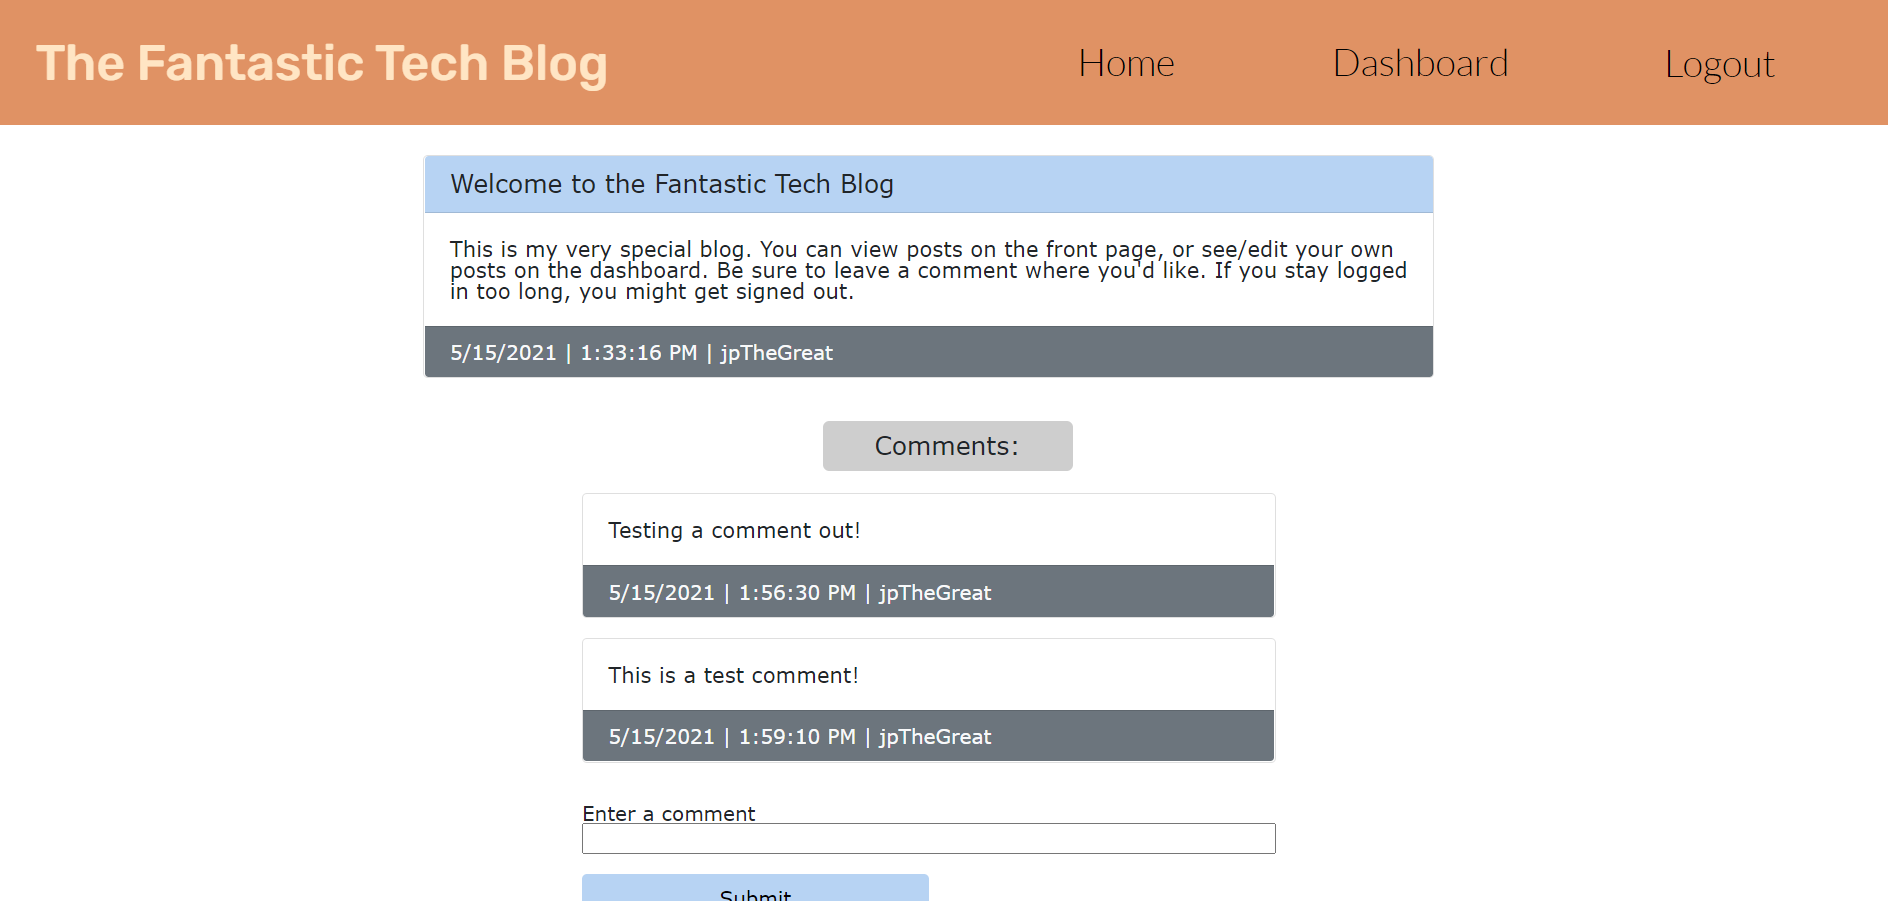 The Fantastic Tech Blog
Home
Dashboard
Logout
Welcome to the Fantastic Tech Blog
This is my very special blog. You can view posts on the front page, or see/edit your own
posts on the dashboard. Be sure to leave a comment where you'd like. If you stay logged
in too long, you might get signed out.
5/15/2021 | 1:33:16 PM | jpTheGreat
Comments:
Testing a comment out!
5/15/2021 | 1:56:30 PM | jpTheGreat
This is a test comment!
5/15/2021 | 1:59:10 PM | jpTheGreat
Enter a comment
Submit